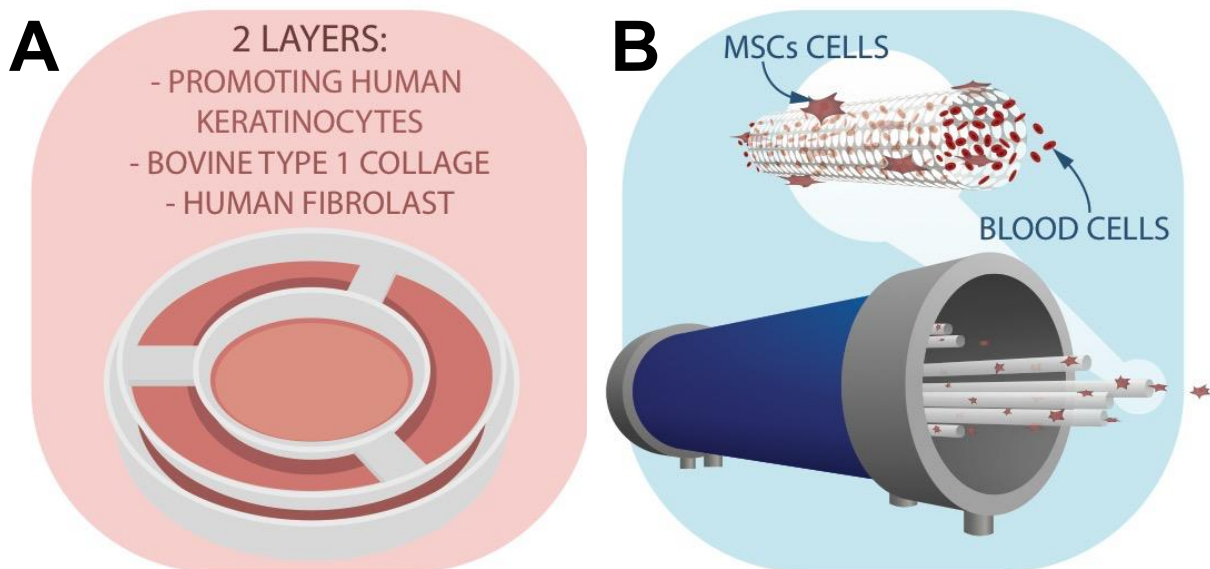 A
2 LAYERS:
- PROMOTING HUMAN
KERATINOCYTES
- BOVINE TYPE 1 COLLAGE
- HUMAN FIBROLAST
B
MSCs CELLS
BLOOD CELLS